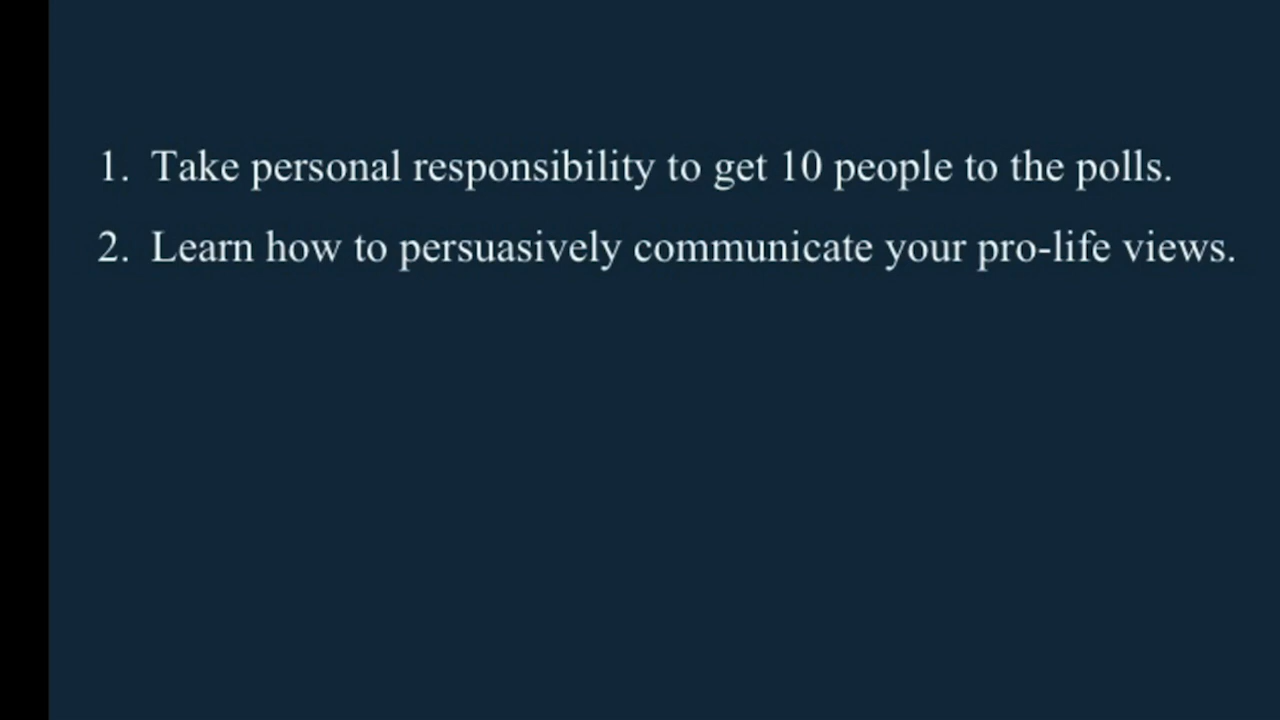 1. Take personal responsibility to get 10 people to the polls.
2. Learn how to persuasively communicate your pro-life views.